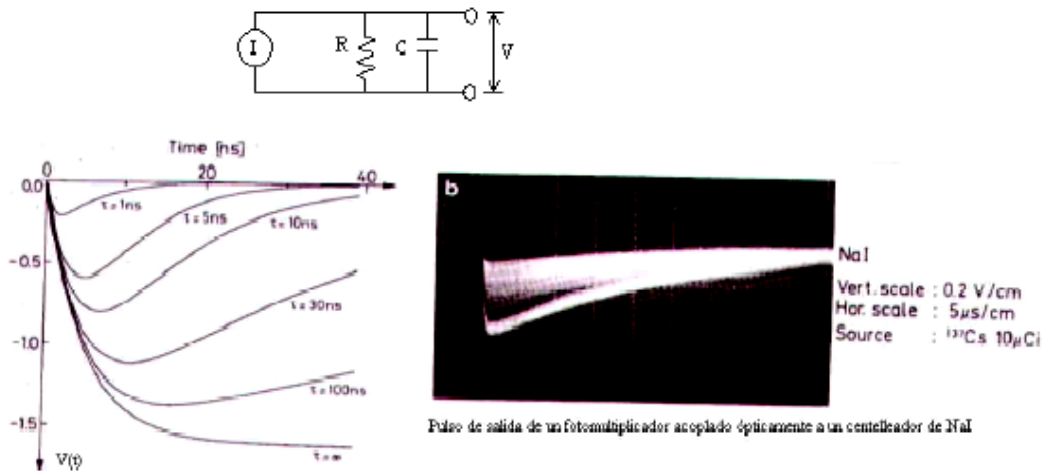 I
R
C
V
Time [ns]
0
20
40
0.0
τ=1ns
τ=5ns
τ=10ns
-0.5
τ=30ns
-1.0
τ=100ns
-1.5
τ=∞
V(t)
b
NaI
Vert. scale : 0.2 V/cm
Hor. scale : 5μs/cm
Source : ¹³⁷Cs 10μCi
Pulso de salida de un fotomultiplicador acoplado ópticamente a un centelleador de NaI